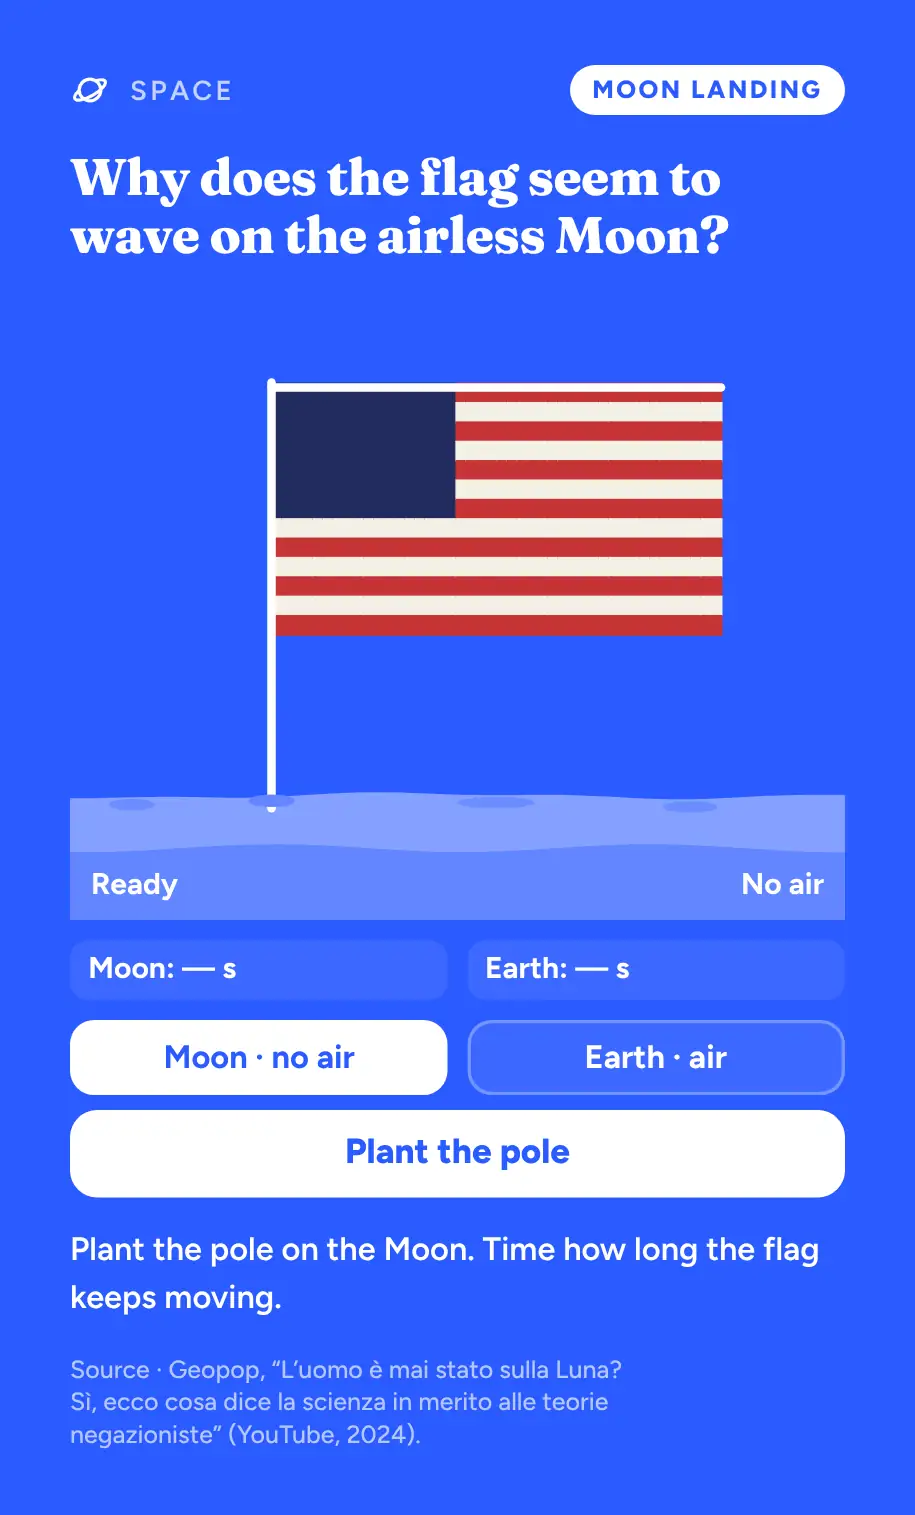 SPACE
MOON LANDING
Why does the flag seem to
wave on the airless Moon?
Ready
No air
Moon: — s
Earth: — s
Moon · no air
Earth · air
Plant the pole
Plant the pole on the Moon. Time how long the flag
keeps moving.
Source · Geopop, “L’uomo è mai stato sulla Luna?
Sì, ecco cosa dice la scienza in merito alle teorie
negazioniste” (YouTube, 2024).